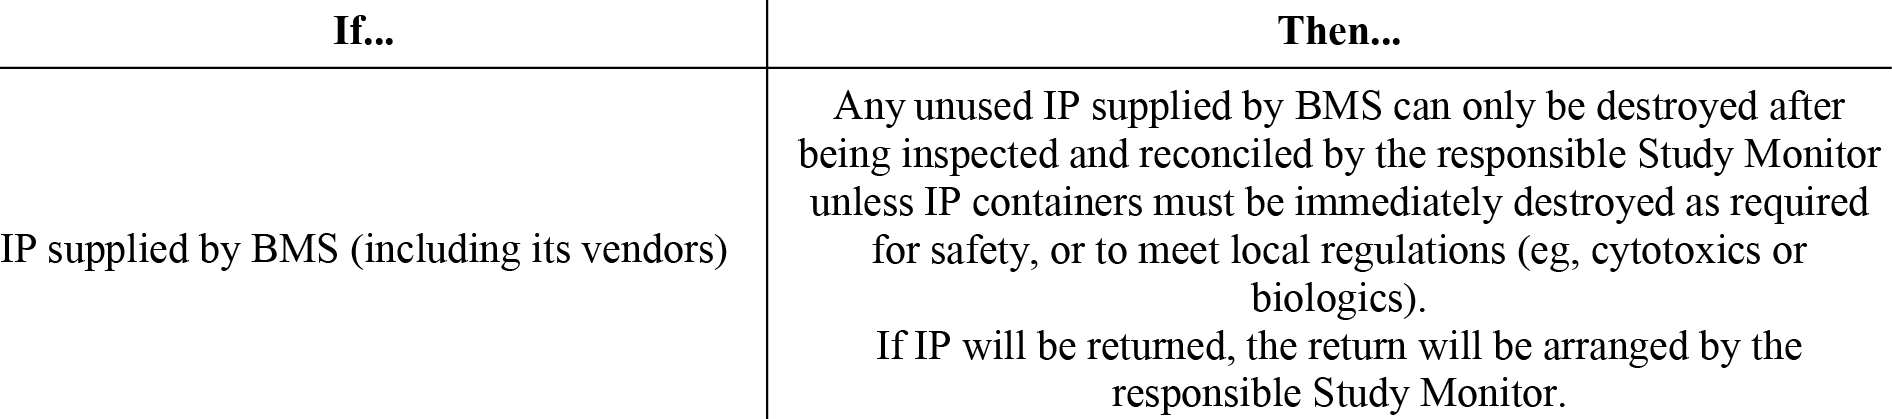 If...
Then...
IP supplied by BMS (including its vendors)
Any unused IP supplied by BMS can only be destroyed after
being inspected and reconciled by the responsible Study Monitor
unless IP containers must be immediately destroyed as required
for safety, or to meet local regulations (eg, cytotoxics or
biologics).
If IP will be returned, the return will be arranged by the
responsible Study Monitor.